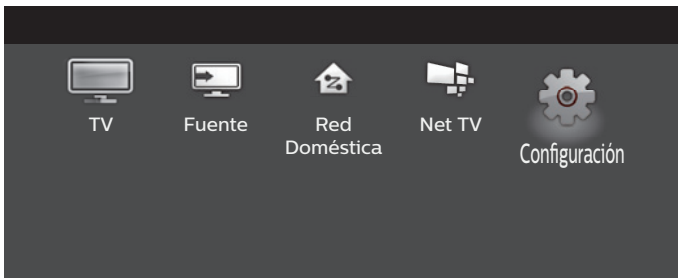 TV
Fuente
Red
Doméstica
Net TV
Configuración